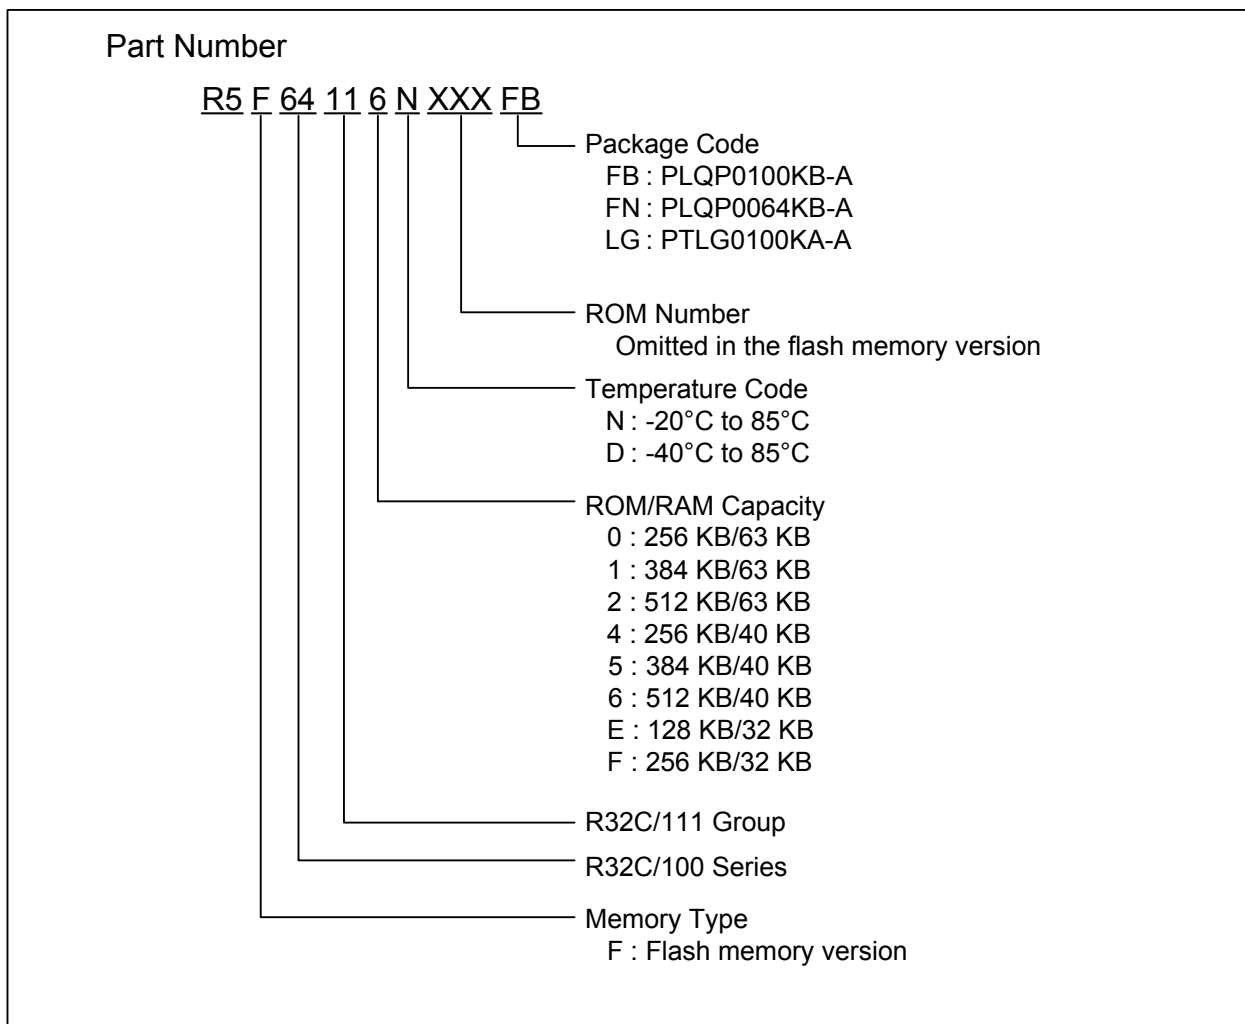 Part Number
R5 F 64 11 6 N XXX FB
Package Code
FB : PLQP0100KB-A
FN : PLQP0064KB-A
LG : PTLG0100KA-A
ROM Number
Omitted in the flash memory version
Temperature Code
N : -20°C to 85°C
D : -40°C to 85°C
ROM/RAM Capacity
0 : 256 KB/63 KB
1 : 384 KB/63 KB
2 : 512 KB/63 KB
4 : 256 KB/40 KB
5 : 384 KB/40 KB
6 : 512 KB/40 KB
E : 128 KB/32 KB
F : 256 KB/32 KB
R32C/111 Group
R32C/100 Series
Memory Type
F : Flash memory version